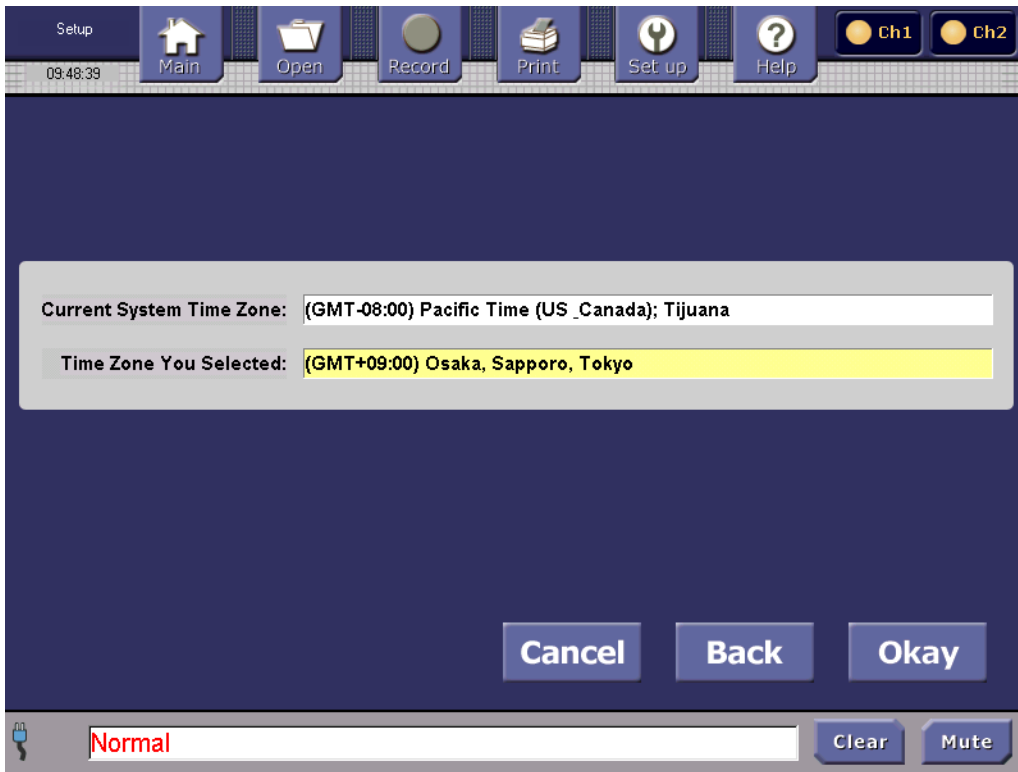 Setup
09:48:39
Main
Open
Record
Print
Set up
Help
Ch1
Ch2
Current System Time Zone: (GMT-08:00) Pacific Time (US _Canada); Tijuana
Time Zone You Selected: (GMT+09:00) Osaka, Sapporo, Tokyo
Cancel
Back
Okay
Normal
Clear
Mute